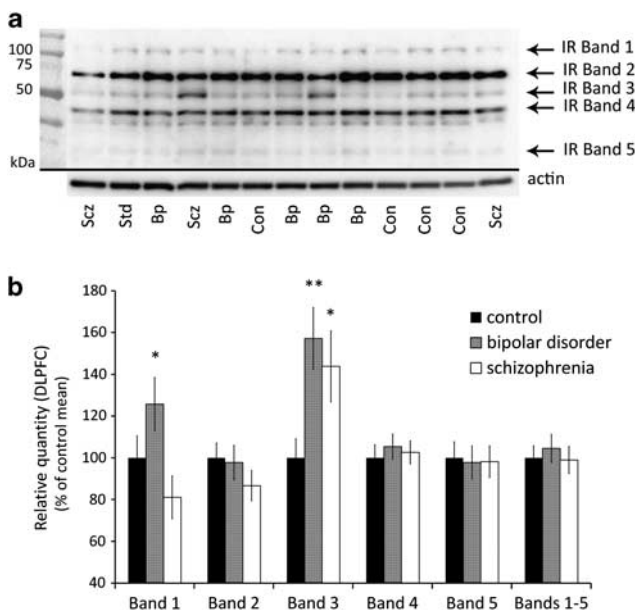 a
100
75
50
kDa
IR Band 1
IR Band 2
IR Band 3
IR Band 4
IR Band 5
actin
Scz
Std
Bp
Scz
Bp
Con
Bp
Bp
Bp
Con
Con
Con
Scz
b
Relative quantity (DLPFC)
(% of control mean)
180
160
140
120
100
80
60
40
*
**
*
control
bipolar disorder
schizophrenia
Band 1
Band 2
Band 3
Band 4
Band 5
Bands 1-5